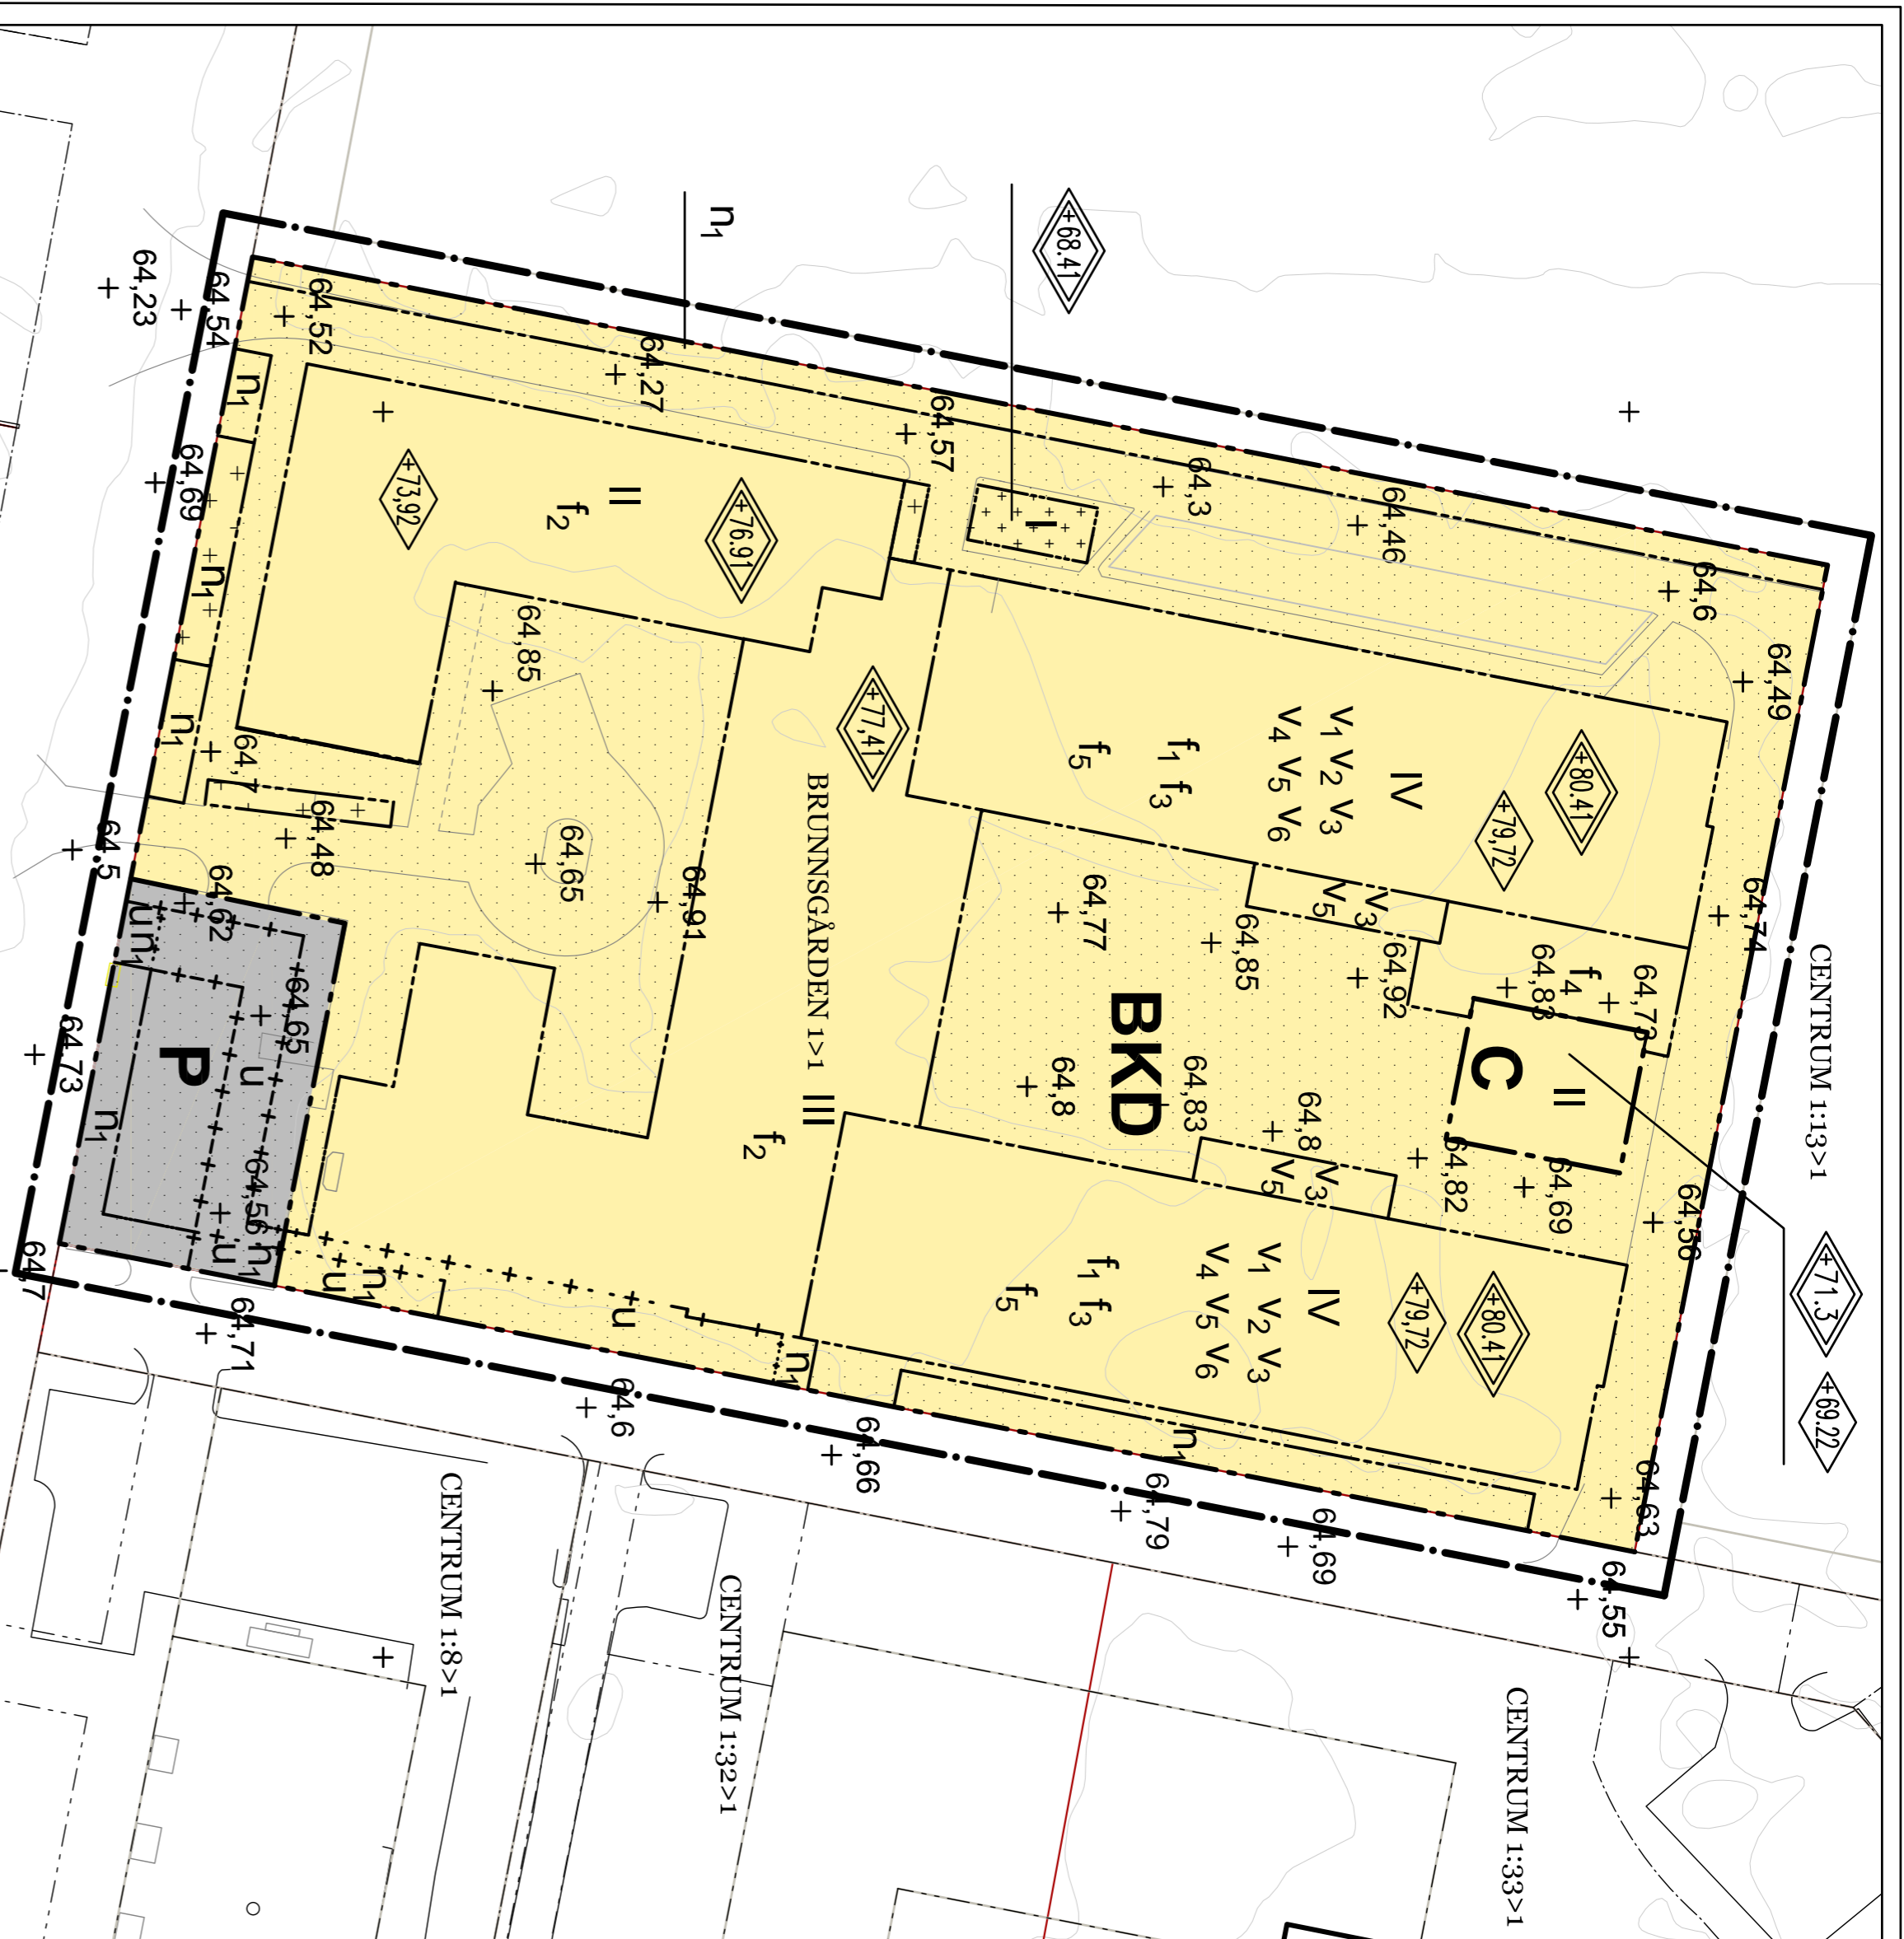 +71.3
+69.22
CENTRUM 1:13>1
64,6
64,49
64,74
64,56
64,63
64,55
+80.41
+79,72
IV
V1 V2 V3
V4 V5 V6
f1 f3
f5
64,73
f4
64,83
II
C
64,69
64,82
64,92
64,85
V3
V5
64,77
BKD
64,83
64,8
64,8
V3
V5
+80.41
+79,72
IV
V1 V2 V3
V4 V5 V6
f1 f3
f5
n1
64,46
64,3
+68.41
I
64,57
n1
64,27
64,52
64,54
64,23
+77,41
+76.91
II
f2
+73,92
BRUNNSGÅRDEN 1>1
III
f2
64,91
64,85
64,65
64,7
64,48
n1
n1
n1
64,69
64,5
64,62
un1
64,65
u
P
n1
64,73
64,56
u n1
u n1
u
n1
64,7
64,71
64,6
64,66
64,79
64,69
CENTRUM 1:33>1
CENTRUM 1:32>1
CENTRUM 1:8>1